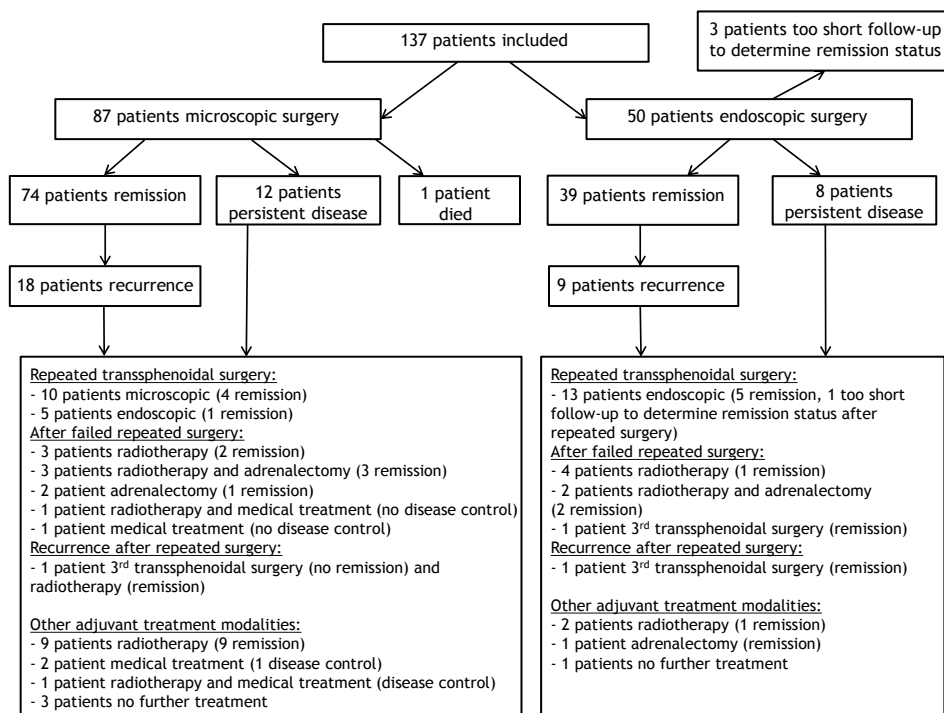 137 patients included
3 patients too short follow-up
to determine remission status
87 patients microscopic surgery
50 patients endoscopic surgery
74 patients remission
12 patients
persistent disease
1 patient
died
39 patients remission
8 patients
persistent disease
18 patients recurrence
9 patients recurrence
Repeated transsphenoidal surgery:
- 10 patients microscopic (4 remission)
- 5 patients endoscopic (1 remission)
After failed repeated surgery:
- 3 patients radiotherapy (2 remission)
- 3 patients radiotherapy and adrenalectomy (3 remission)
- 2 patient adrenalectomy (1 remission)
- 1 patient radiotherapy and medical treatment (no disease control)
- 1 patient medical treatment (no disease control)
Recurrence after repeated surgery:
- 1 patient 3rd transsphenoidal surgery (no remission) and
radiotherapy (remission)
Other adjuvant treatment modalities:
- 9 patients radiotherapy (9 remission)
- 2 patient medical treatment (1 disease control)
- 1 patient radiotherapy and medical treatment (disease control)
- 3 patients no further treatment
Repeated transsphenoidal surgery:
- 13 patients endoscopic (5 remission, 1 too short
follow-up to determine remission status after
repeated surgery)
After failed repeated surgery:
- 4 patients radiotherapy (1 remission)
- 2 patients radiotherapy and adrenalectomy
(2 remission)
- 1 patient 3rd transsphenoidal surgery (remission)
Recurrence after repeated surgery:
- 1 patient 3rd transsphenoidal surgery (remission)
Other adjuvant treatment modalities:
- 2 patients radiotherapy (1 remission)
- 1 patient adrenalectomy (remission)
- 1 patients no further treatment